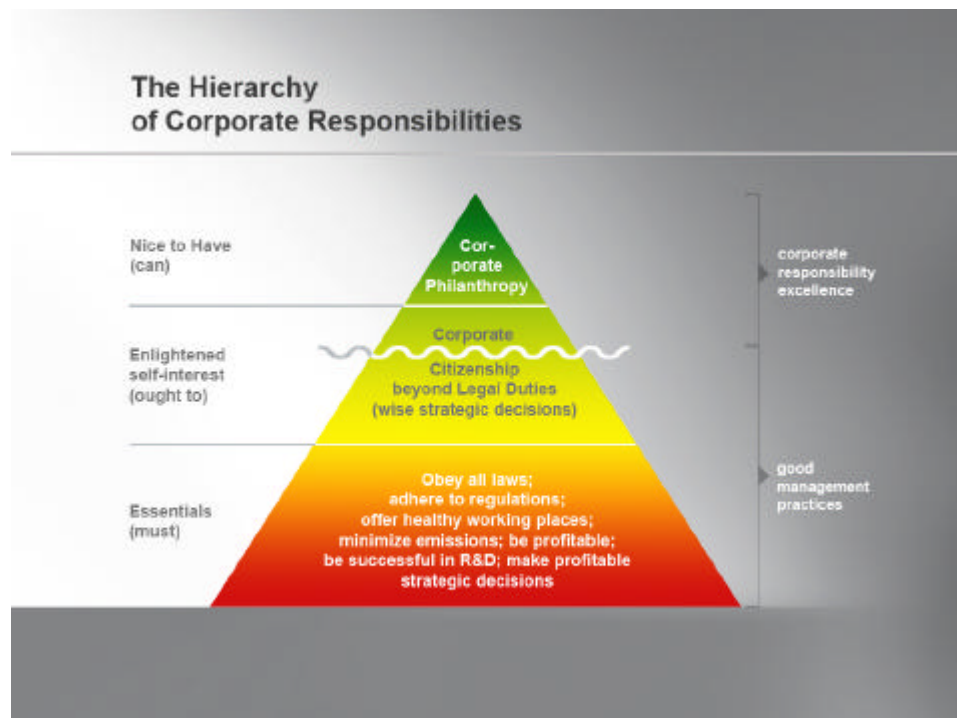 The Hierarchy
of Corporate Responsibilities
Nice to Have
(can)
Cor-
porate
Philanthropy
corporate
responsibility
excellence
Enlightened
self-interest
(ought to)
Corporate
Citizenship
beyond Legal Duties
(wise strategic decisions)
Essentials
(must)
Obey all laws;
adhere to regulations;
offer healthy working places;
minimize emissions; be profitable;
be successful in R&D; make profitable
strategic decisions
good
management
practices